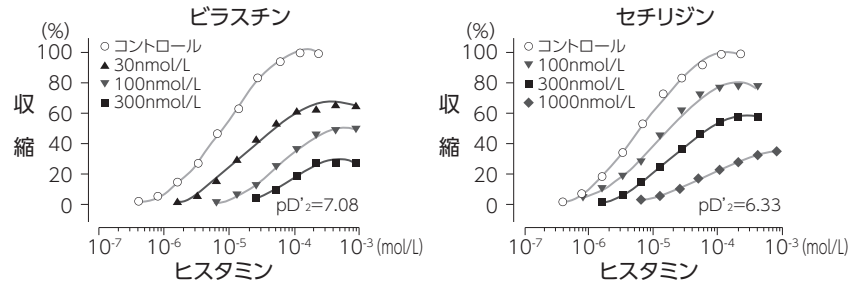 ビラスチン
(%)
100
80
60
40
20
0
収縮
○ コントロール
▲ 30nmol/L
▼ 100nmol/L
■ 300nmol/L
pD'₂=7.08
10⁻⁷ 10⁻⁶ 10⁻⁵ 10⁻⁴ 10⁻³ (mol/L)
ヒスタミン
セチリジン
(%)
100
80
60
40
20
0
収縮
○ コントロール
▼ 100nmol/L
■ 300nmol/L
◆ 1000nmol/L
pD'₂=6.33
10⁻⁷ 10⁻⁶ 10⁻⁵ 10⁻⁴ 10⁻³ (mol/L)
ヒスタミン